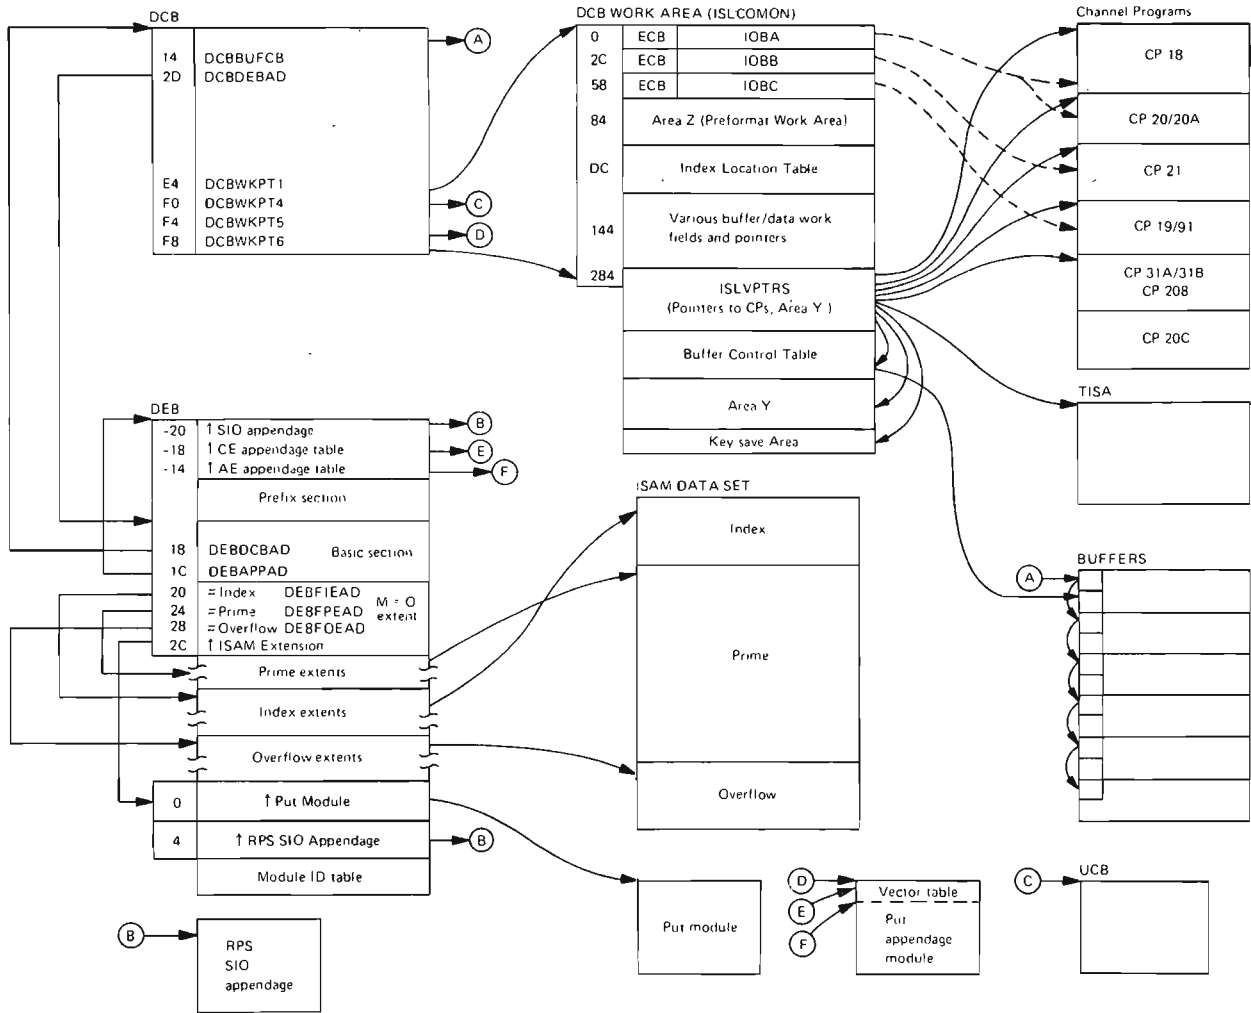 DCB
14 DCBBUFCB
2D DCBDEBAD
E4 DCBWKPT1
F0 DCBWKPT4
F4 DCBWKPT5
F8 DCBWKPT6
A
C
D
DCB WORK AREA (ISLCOMON)
0 ECB IOBA
2C ECB IOBB
58 ECB IOBC
84 Area Z (Preformat Work Area)
DC Index Location Table
144 Various buffer/data work
fields and pointers
284
ISLVPTRS
(Pointers to CPs, Area Y)
Buffer Control Table
Area Y
Key save Area
Channel Programs
CP 18
CP 20/20A
CP 21
CP 19/91
CP 31A/31B
CP 20B
CP 20C
TISA
DEB
-20 ↑ SIO appendage
-18 ↑ CE appendage table
-14 ↑ AE appendage table
B
E
F
Prefix section
18 DEBDCBAD Basic section
1C DEBAPPAD
20 =Index DEBFIEAD
24 =Prime DEBFPEAD
28 =Overflow DEBFOEAD
M = O
extent
2C ↑ ISAM Extension
Prime extents
Index extents
Overflow extents
0 ↑ Put Module
4 ↑ RPS SIO Appendage
B
Module ID table
ISAM DATA SET
Index
Prime
Overflow
BUFFERS
A
B
RPS
SIO
appendage
Put module
D
E
F
Vector table
Put
appendage
module
C
UCB